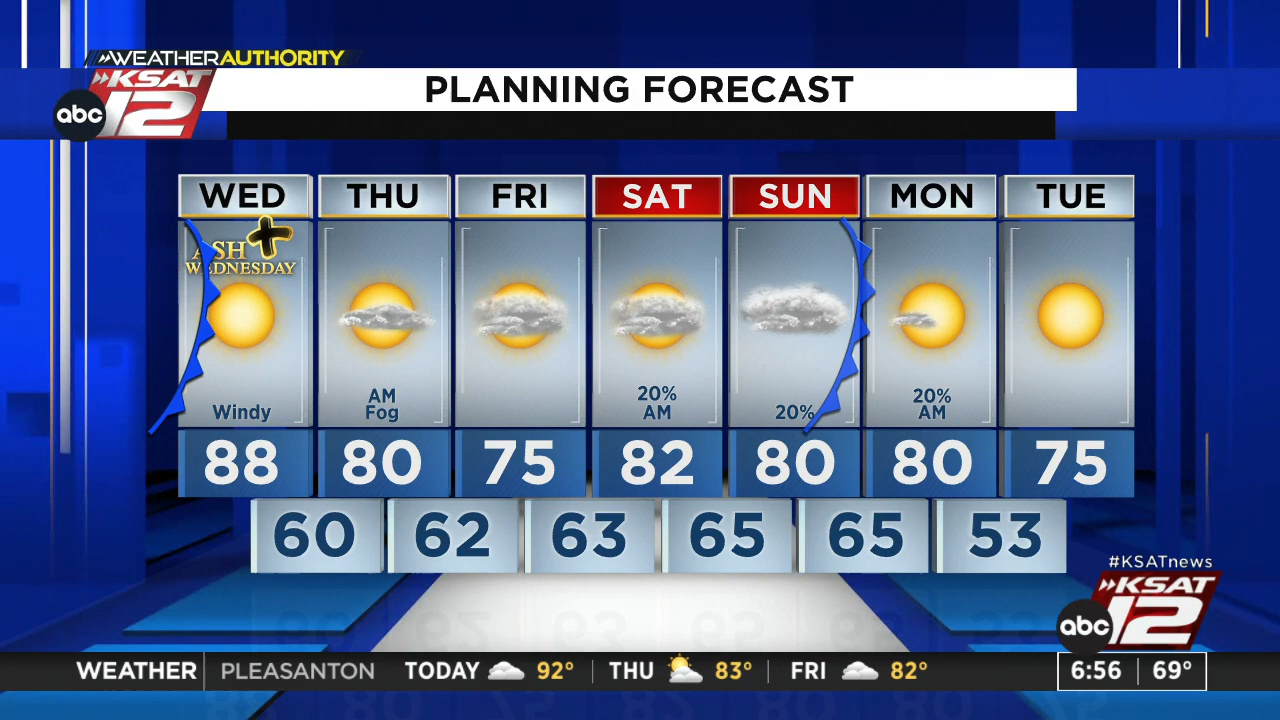 WEATHERAUTHORITY
KSAT
abc 12
PLANNING FORECAST
WED THU FRI SAT SUN MON TUE
ASH
WEDNESDAY
Windy
AM
Fog
20%
AM
20%
20%
AM
88 80 75 82 80 80 75
60 62 63 65 65 53
#KSATnews
KSAT
abc 12
WEATHER PLEASANTON TODAY 92° THU 83° FRI 82° 6:56 69°